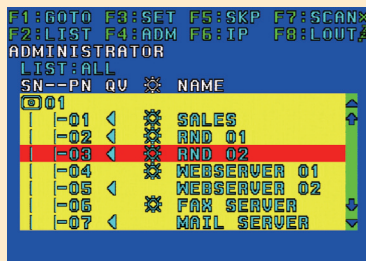 F1:GOTO F3:SET F5:SKP F7:SCAN
F2:LIST F4:ADM F6:IP F8:LOUT
ADMINISTRATOR
LIST:ALL
SN--PN QV NAME
01
-01 SALES
-02 RND 01
-03 RND 02
-04 WEBSERVER 01
-05 WEBSERVER 02
-06 FAX SERVER
-07 MAIL SERVER